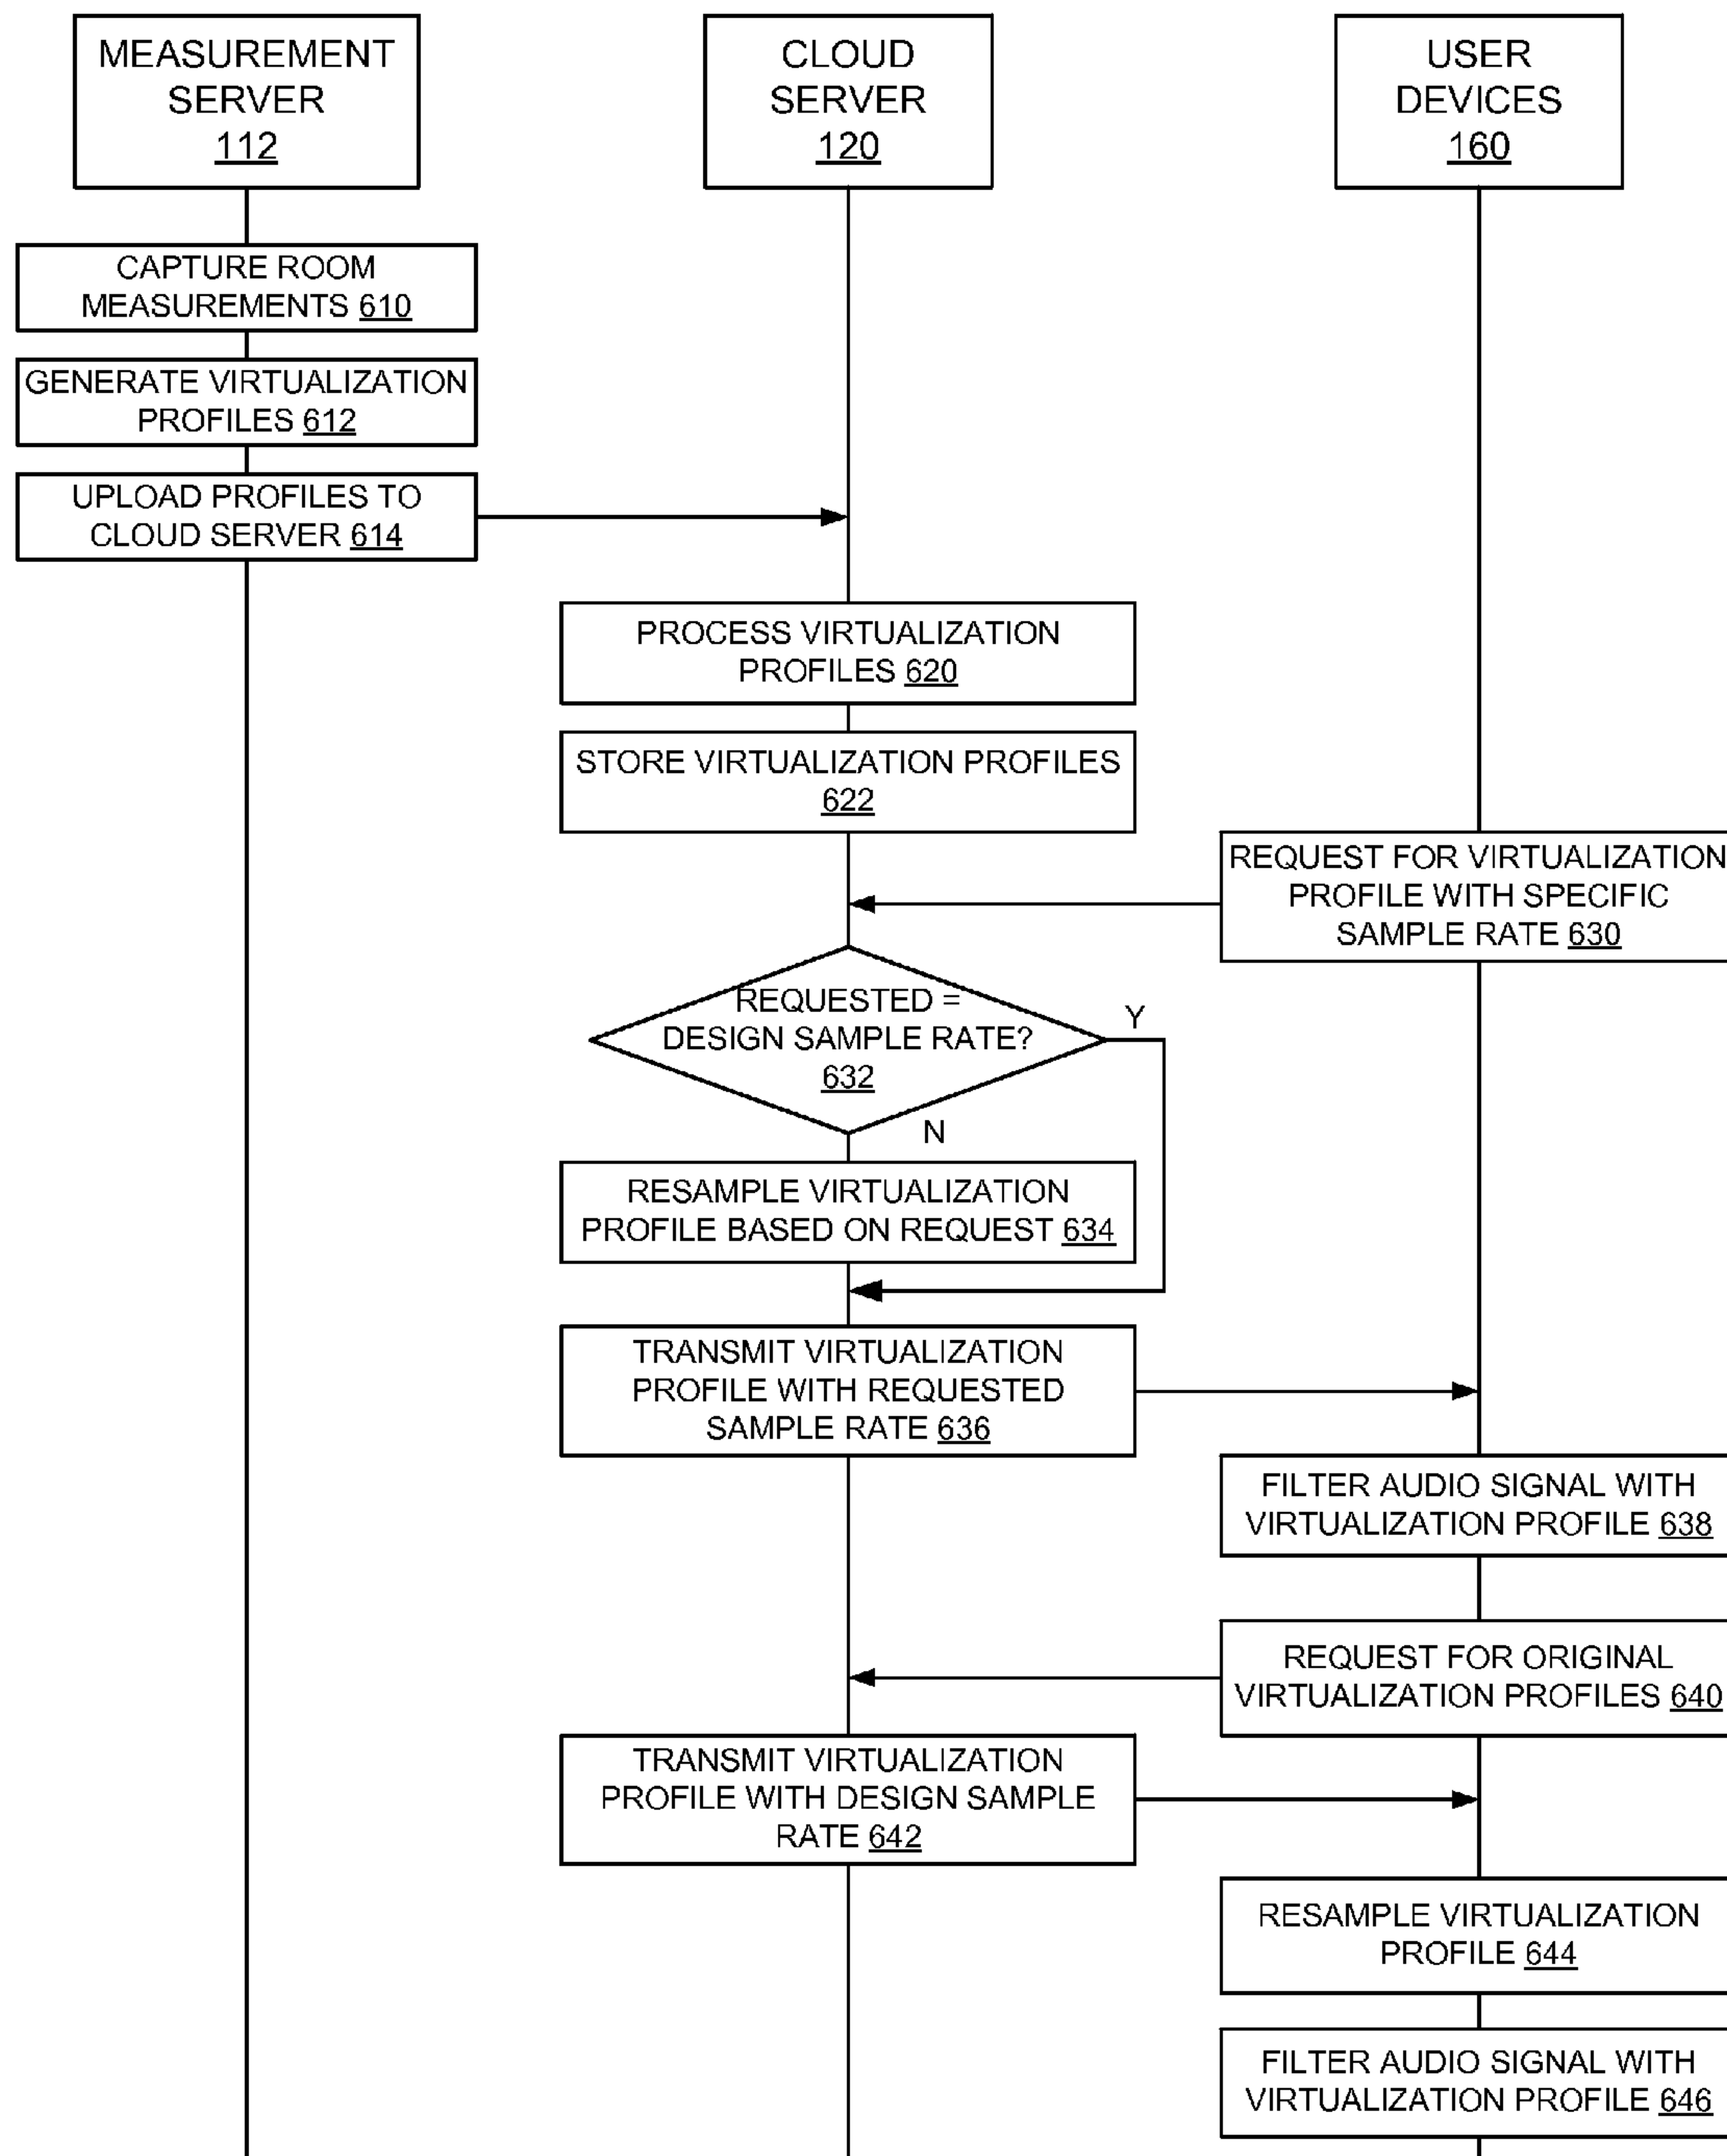 MEASUREMENT
SERVER
112
CLOUD
SERVER
120
USER
DEVICES
160
CAPTURE ROOM
MEASUREMENTS 610
GENERATE VIRTUALIZATION
PROFILES 612
UPLOAD PROFILES TO
CLOUD SERVER 614
PROCESS VIRTUALIZATION
PROFILES 620
STORE VIRTUALIZATION PROFILES
622
REQUEST FOR VIRTUALIZATION
PROFILE WITH SPECIFIC
SAMPLE RATE 630
REQUESTED =
DESIGN SAMPLE RATE?
632
Y
N
RESAMPLE VIRTUALIZATION
PROFILE BASED ON REQUEST 634
TRANSMIT VIRTUALIZATION
PROFILE WITH REQUESTED
SAMPLE RATE 636
FILTER AUDIO SIGNAL WITH
VIRTUALIZATION PROFILE 638
REQUEST FOR ORIGINAL
VIRTUALIZATION PROFILES 640
TRANSMIT VIRTUALIZATION
PROFILE WITH DESIGN SAMPLE
RATE 642
RESAMPLE VIRTUALIZATION
PROFILE 644
FILTER AUDIO SIGNAL WITH
VIRTUALIZATION PROFILE 646